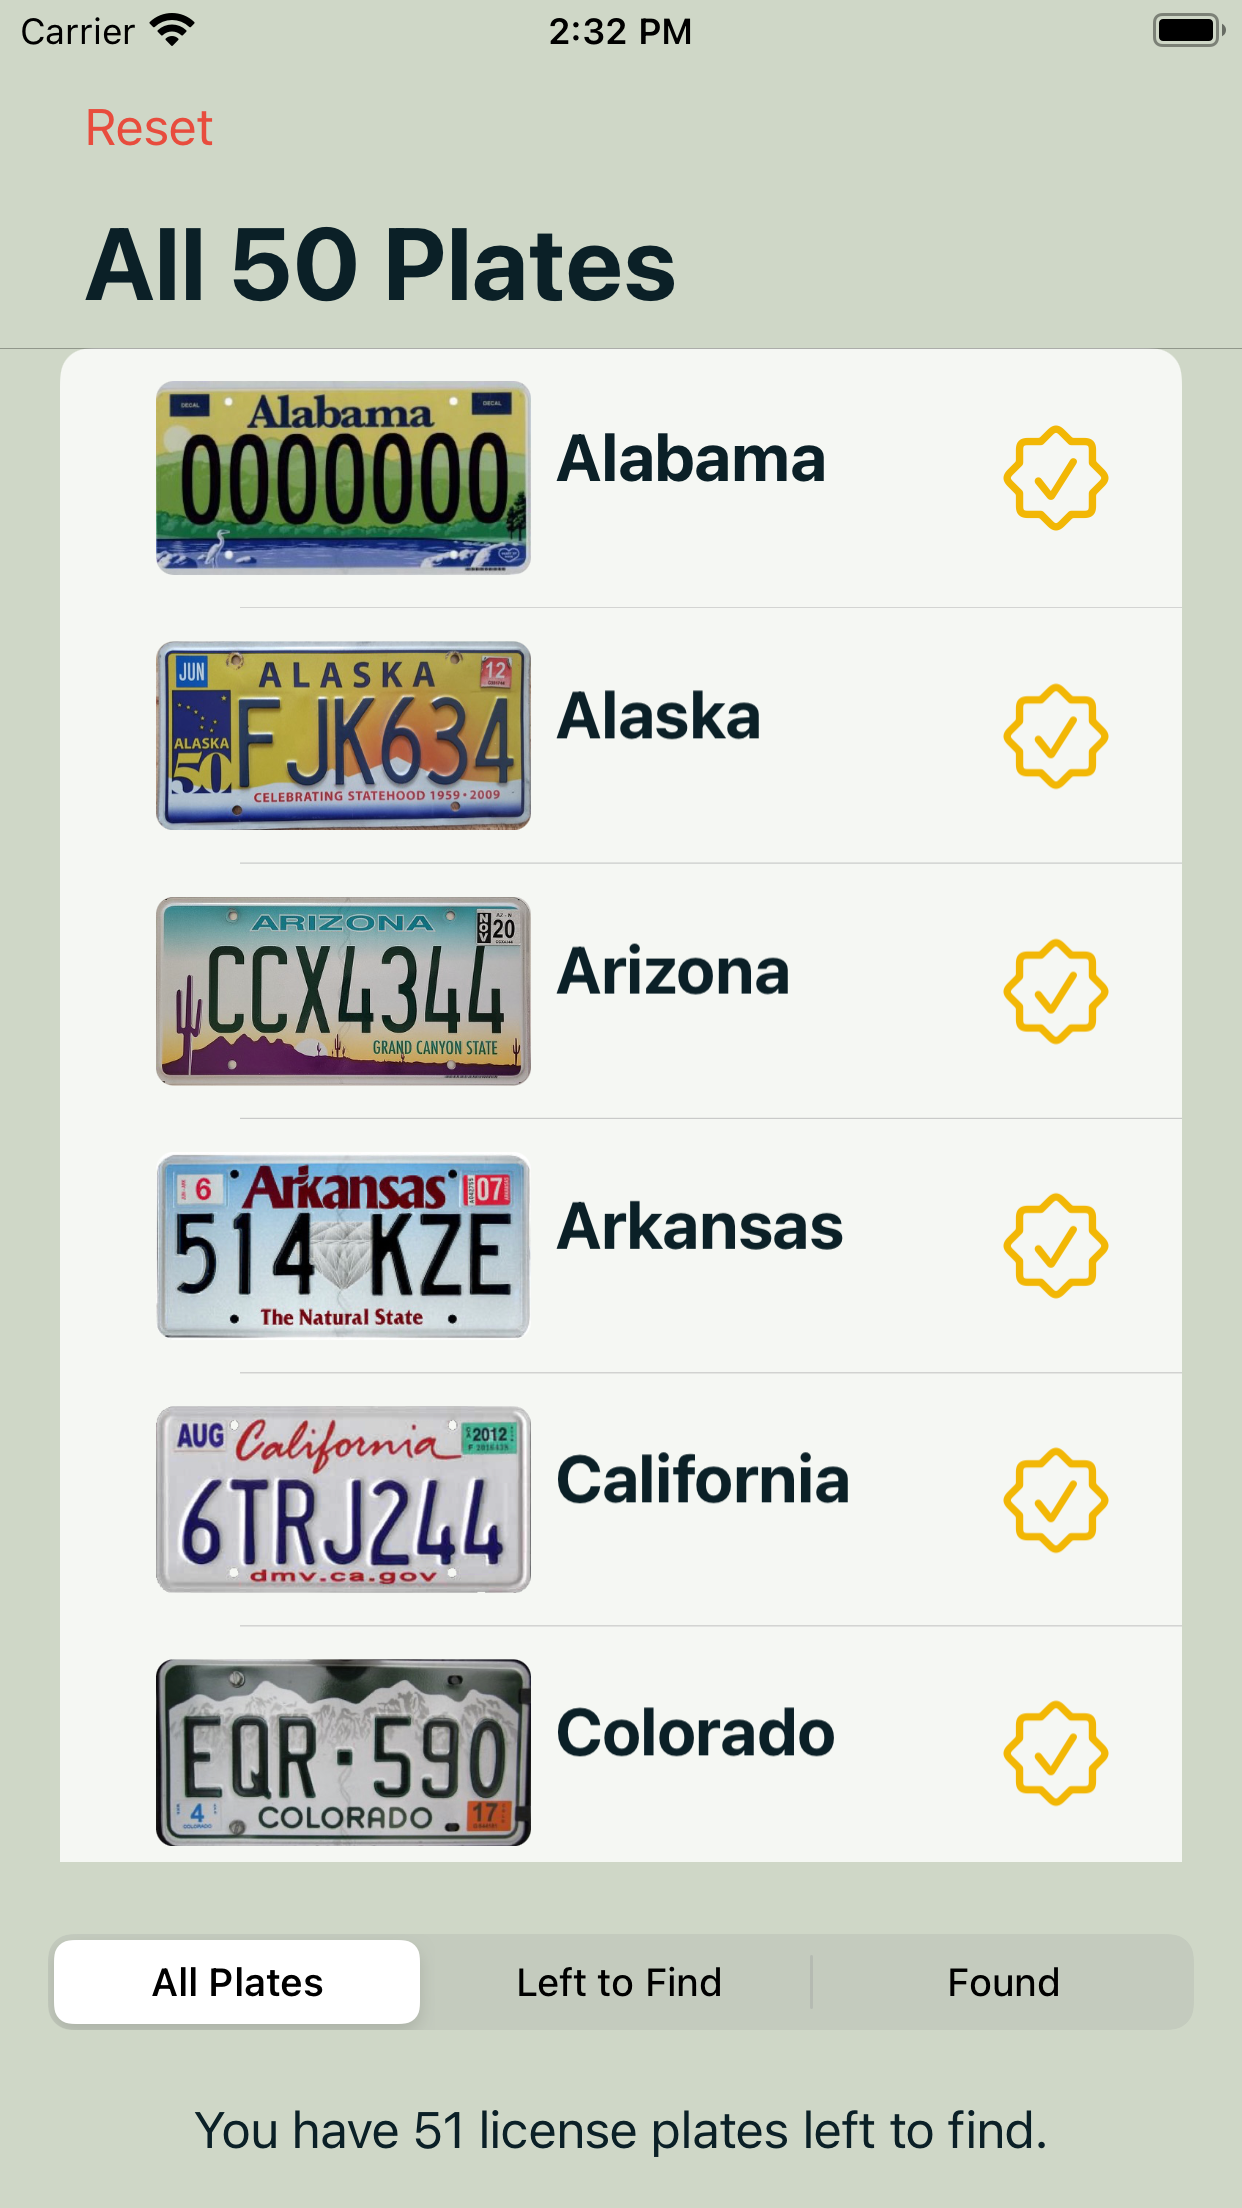 Carrier 2:32 PM
Reset
All 50 Plates
DECAL Alabama DECAL
0000000
Alabama
JUN ALASKA 12
FJK634
ALASKA
50
CELEBRATING STATEHOOD 1959 • 2009
Alaska
ARIZONA NOV 20
CCX4344
GRAND CANYON STATE
Arizona
6 Arkansas 07
514 KZE
The Natural State
Arkansas
AUG California 2012
6TRJ244
dmv.ca.gov
California
EQR·590
4 COLORADO 17
Colorado
All Plates Left to Find Found
You have 51 license plates left to find.